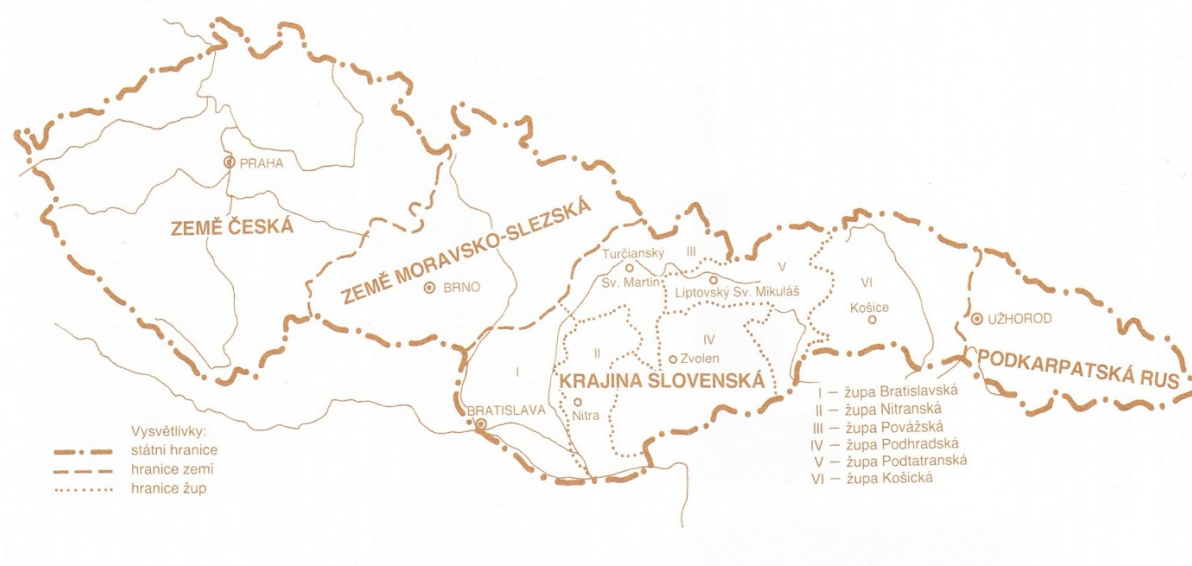 PRAHA
ZEMĚ ČESKÁ
ZEMĚ MORAVSKO-SLEZSKÁ
BRNO
Turčianský
Sv. Martin
III
V
Liptovský Sv. Mikuláš
VI
Košice
UŽHOROD
PODKARPATSKÁ RUS
II
IV
Zvolen
I
KRAJINA SLOVENSKÁ
Nitra
BRATISLAVA
Vysvětlivky:
státní hranice
hranice zemí
hranice žup
I — župa Bratislavská
II — župa Nitranská
III — župa Povážská
IV — župa Podhradská
V — župa Podtatranská
VI — župa Košická